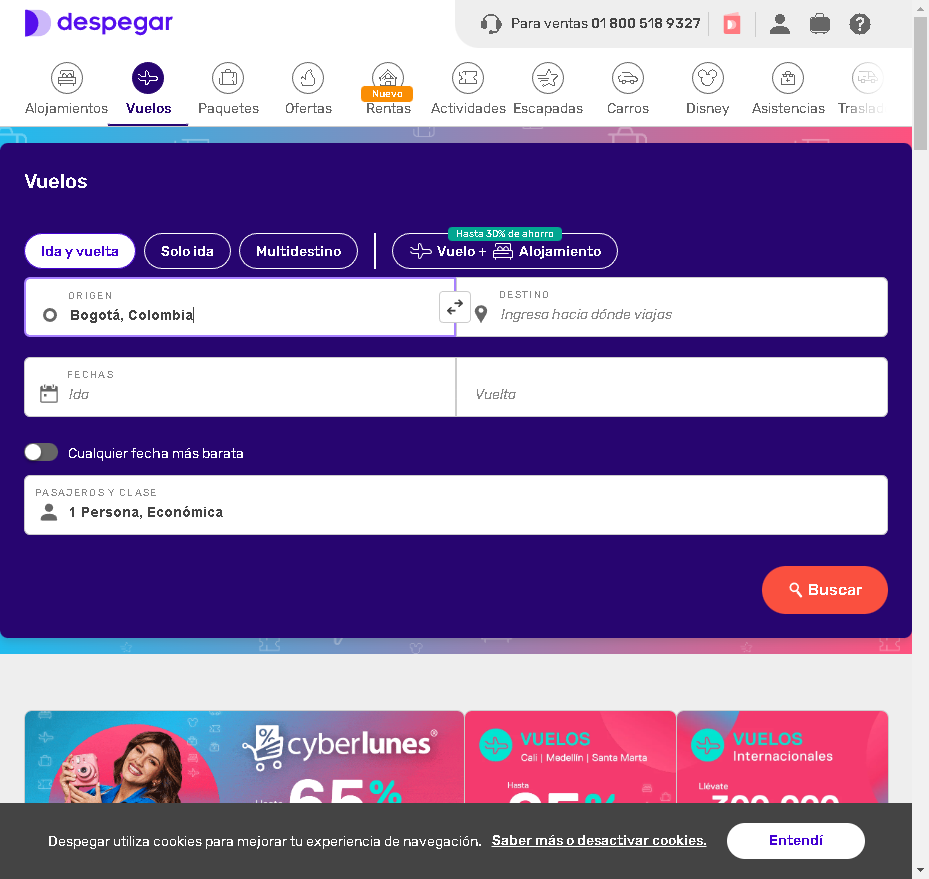 despegar
Para ventas 01 800 518 9327
Alojamientos
Vuelos
Paquetes
Ofertas
Nuevo
Rentas
Actividades
Escapadas
Carros
Disney
Asistencias
Traslad
Vuelos
Hasta 30% de ahorro
Ida y vuelta
Solo ida
Multidestino
Vuelo + Alojamiento
ORIGEN
Bogotá, Colombia
DESTINO
Ingresa hacia dónde viajas
FECHAS
Ida
Vuelta
Cualquier fecha más barata
PASAJEROS Y CLASE
1 Persona, Económica
Buscar
cyberlunes®
Hasta 65%
VUELOS
Cali | Medellín | Santa Marta
Hasta
VUELOS
Internacionales
Llévate
Despegar utiliza cookies para mejorar tu experiencia de navegación. Saber más o desactivar cookies.
Entendí